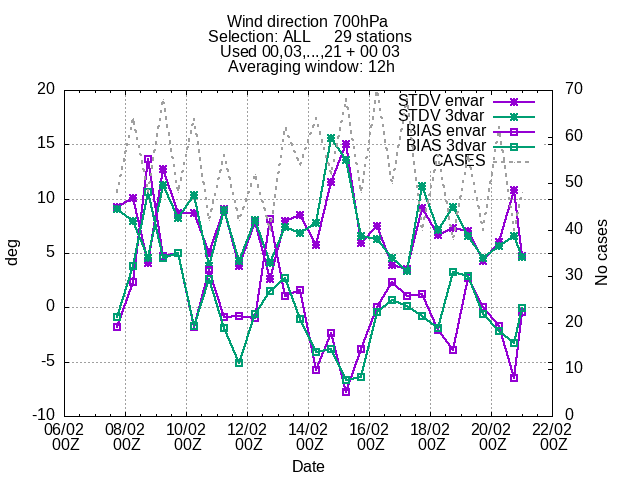 Wind direction 700hPa
Selection: ALL 29 stations
Used 00,03,...,21 + 00 03
Averaging window: 12h
20
15
10
5
0
-5
-10
deg
70
60
50
40
30
20
10
0
No cases
STDV envar
STDV 3dvar
BIAS envar
BIAS 3dvar
CASES
06/02 08/02 10/02 12/02 14/02 16/02 18/02 20/02 22/02
00Z 00Z 00Z 00Z 00Z 00Z 00Z 00Z 00Z
Date